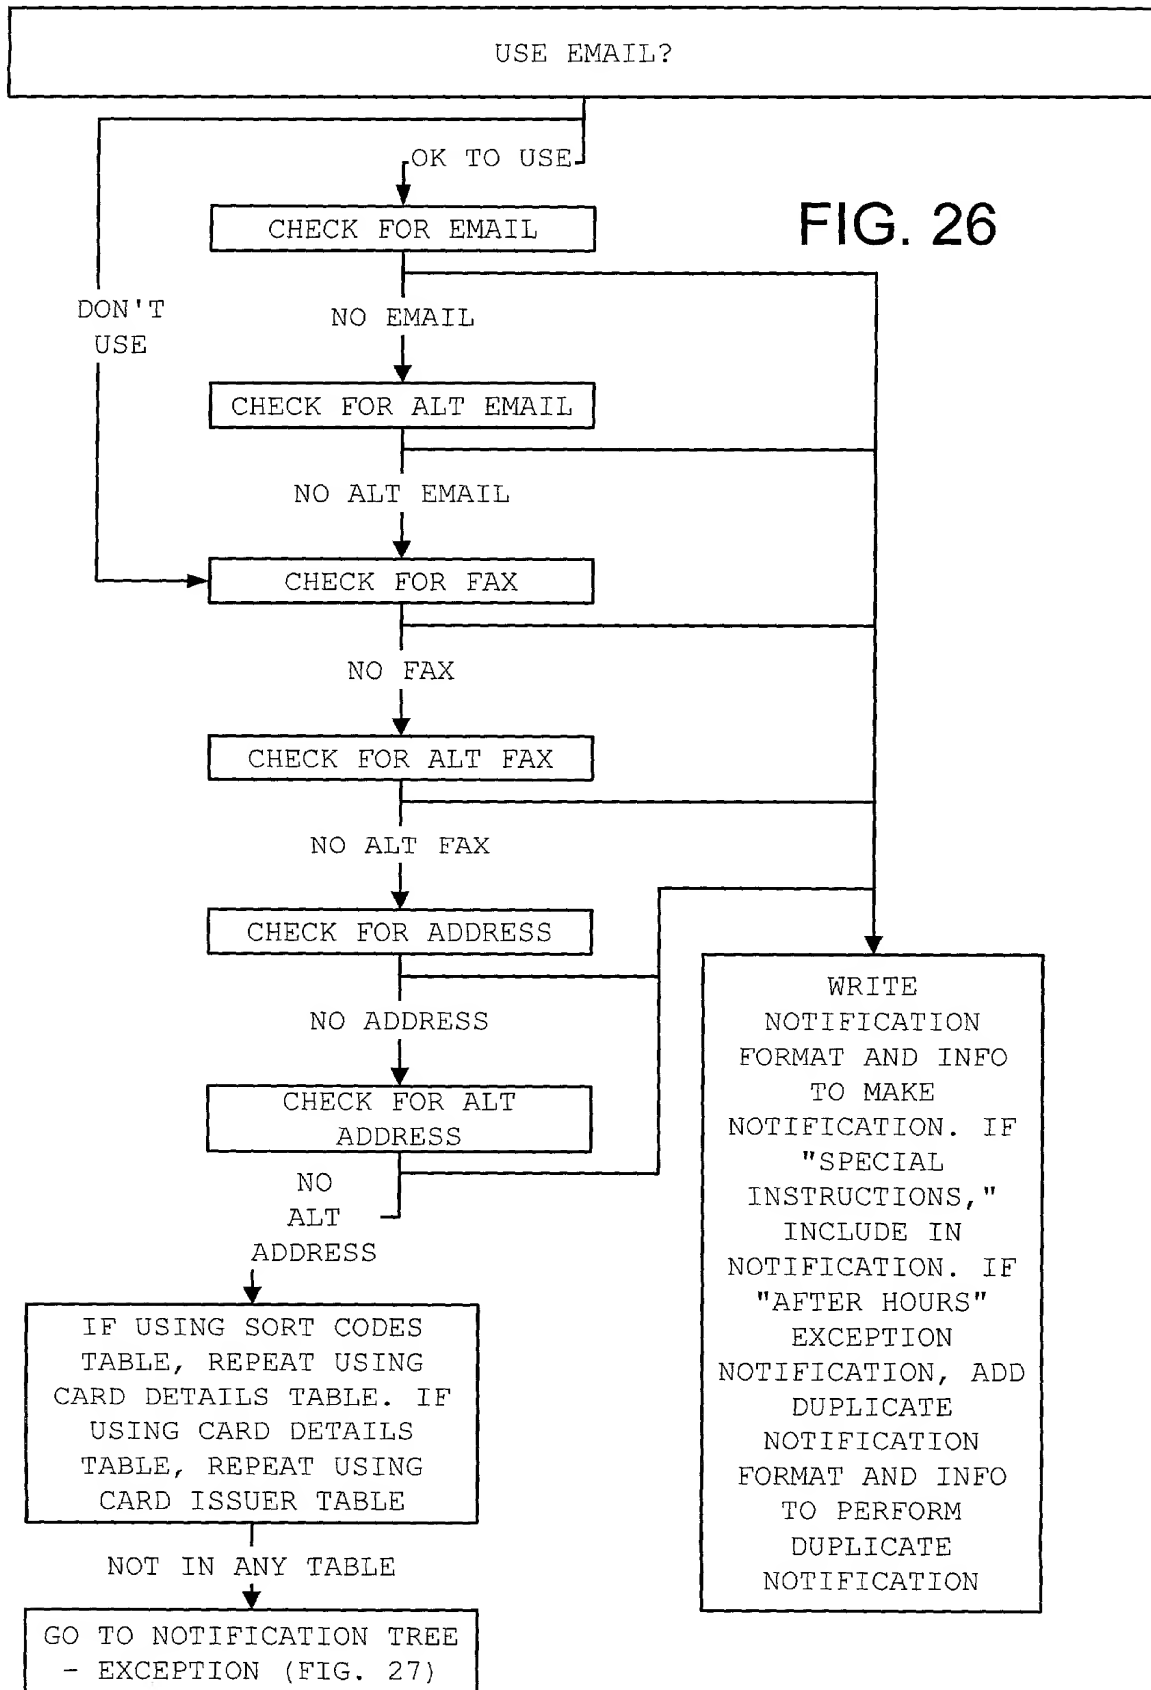 USE EMAIL?
OK TO USE
FIG. 26
CHECK FOR EMAIL
DON'T
USE
NO EMAIL
CHECK FOR ALT EMAIL
NO ALT EMAIL
CHECK FOR FAX
NO FAX
CHECK FOR ALT FAX
NO ALT FAX
CHECK FOR ADDRESS
NO ADDRESS
CHECK FOR ALT
ADDRESS
NO
ALT
ADDRESS
IF USING SORT CODES
TABLE, REPEAT USING
CARD DETAILS TABLE. IF
USING CARD DETAILS
TABLE, REPEAT USING
CARD ISSUER TABLE
NOT IN ANY TABLE
GO TO NOTIFICATION TREE
- EXCEPTION (FIG. 27)
WRITE
NOTIFICATION
FORMAT AND INFO
TO MAKE
NOTIFICATION. IF
"SPECIAL
INSTRUCTIONS,"
INCLUDE IN
NOTIFICATION. IF
"AFTER HOURS"
EXCEPTION
NOTIFICATION, ADD
DUPLICATE
NOTIFICATION
FORMAT AND INFO
TO PERFORM
DUPLICATE
NOTIFICATION